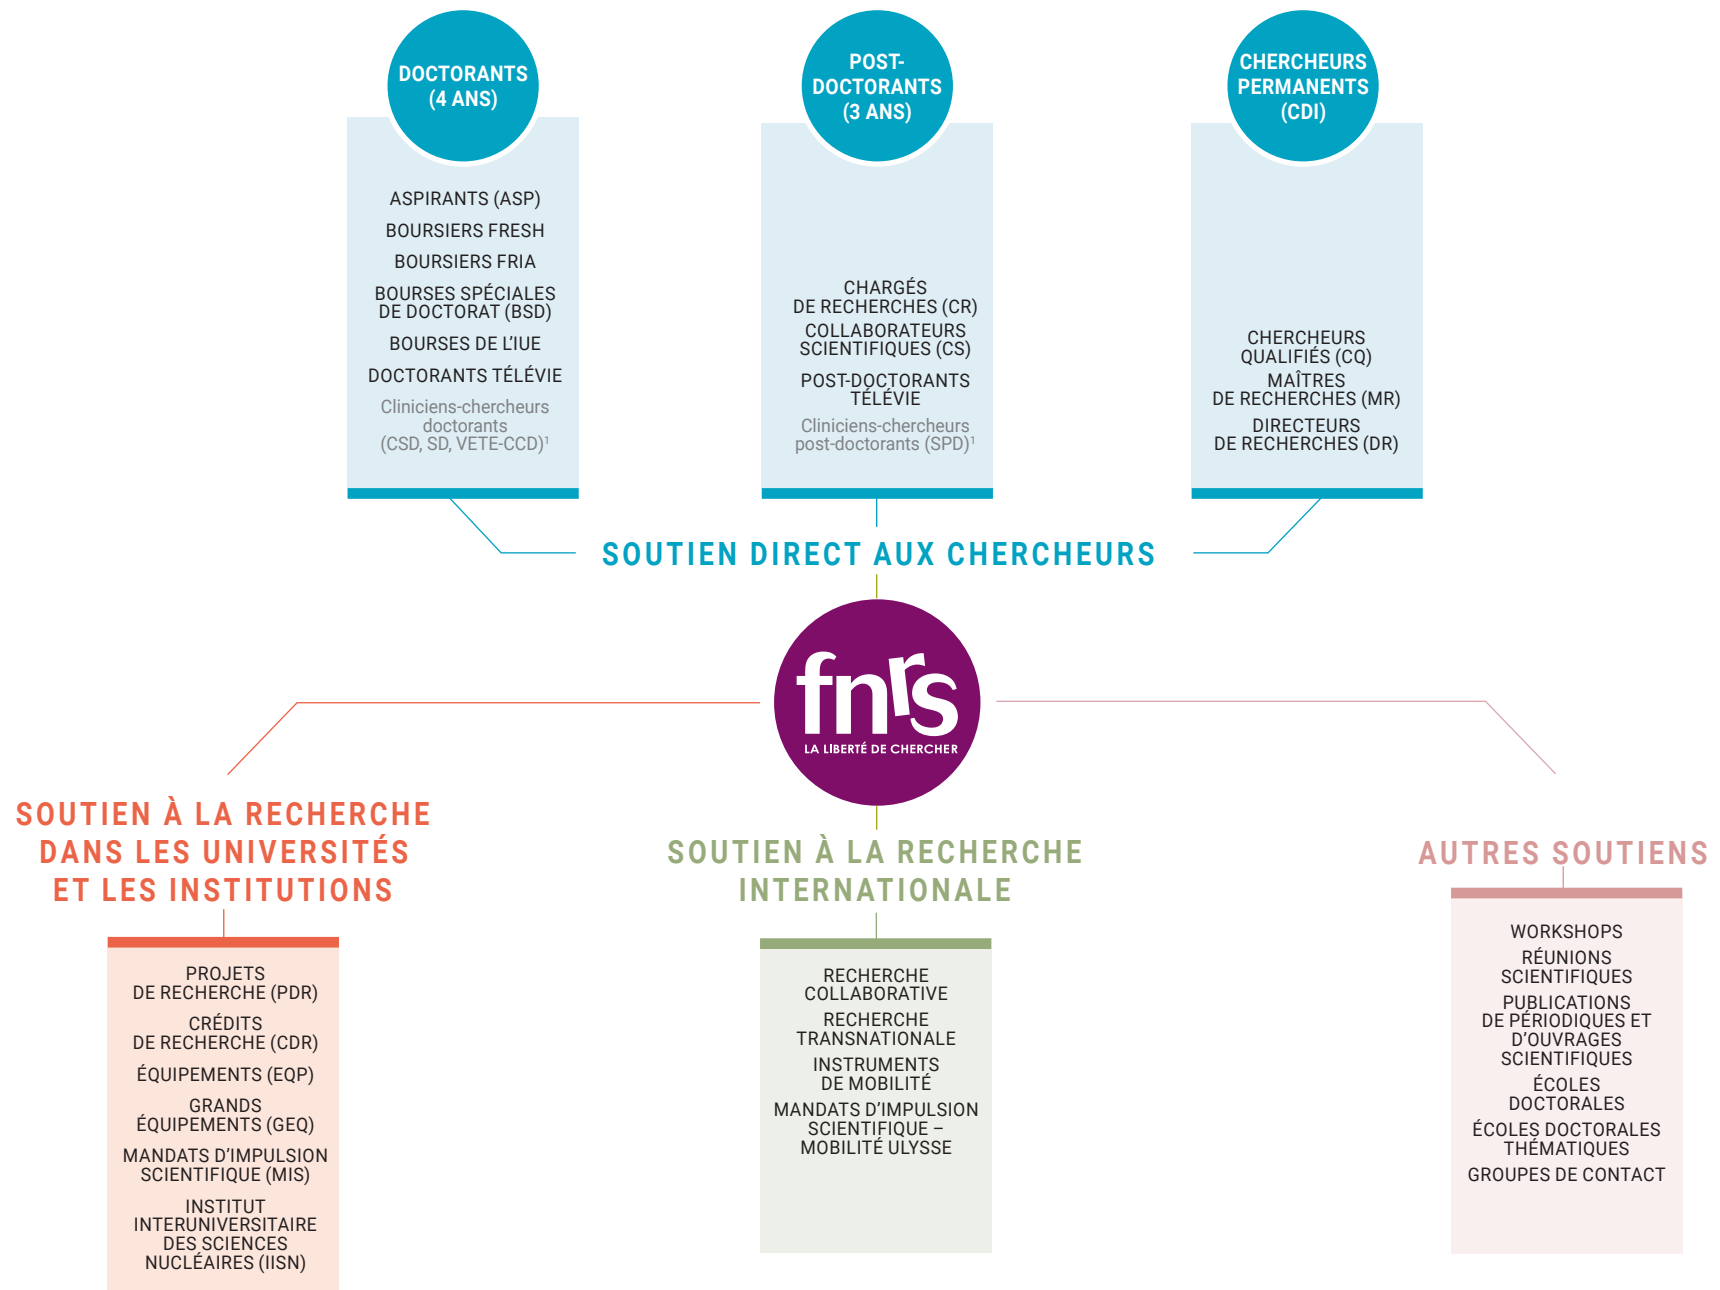 DOCTORANTS
(4 ANS)
ASPIRANTS (ASP)
BOURSIERS FRESH
BOURSIERS FRIA
BOURSES SPÉCIALES
DE DOCTORAT (BSD)
BOURSES DE L'IUE
DOCTORANTS TÉLÉVIE
Cliniciens-chercheurs
doctorants
(CSD, SD, VETE-CCD)¹
POST-
DOCTORANTS
(3 ANS)
CHARGÉS
DE RECHERCHES (CR)
COLLABORATEURS
SCIENTIFIQUES (CS)
POST-DOCTORANTS
TÉLÉVIE
Cliniciens-chercheurs
post-doctorants (SPD)¹
CHERCHEURS
PERMANENTS
(CDI)
CHERCHEURS
QUALIFIÉS (CQ)
MAÎTRES
DE RECHERCHES (MR)
DIRECTEURS
DE RECHERCHES (DR)
SOUTIEN DIRECT AUX CHERCHEURS
fnrs
LA LIBERTÉ DE CHERCHER
SOUTIEN À LA RECHERCHE
DANS LES UNIVERSITÉS
ET LES INSTITUTIONS
PROJETS
DE RECHERCHE (PDR)
CRÉDITS
DE RECHERCHE (CDR)
ÉQUIPEMENTS (EQP)
GRANDS
ÉQUIPEMENTS (GEQ)
MANDATS D'IMPULSION
SCIENTIFIQUE (MIS)
INSTITUT
INTERUNIVERSITAIRE
DES SCIENCES
NUCLÉAIRES (IISN)
SOUTIEN À LA RECHERCHE
INTERNATIONALE
RECHERCHE
COLLABORATIVE
RECHERCHE
TRANSNATIONALE
INSTRUMENTS
DE MOBILITÉ
MANDATS D'IMPULSION
SCIENTIFIQUE –
MOBILITÉ ULYSSE
AUTRES SOUTIENS
WORKSHOPS
RÉUNIONS
SCIENTIFIQUES
PUBLICATIONS
DE PÉRIODIQUES ET
D'OUVRAGES
SCIENTIFIQUES
ÉCOLES
DOCTORALES
ÉCOLES DOCTORALES
THÉMATIQUES
GROUPES DE CONTACT